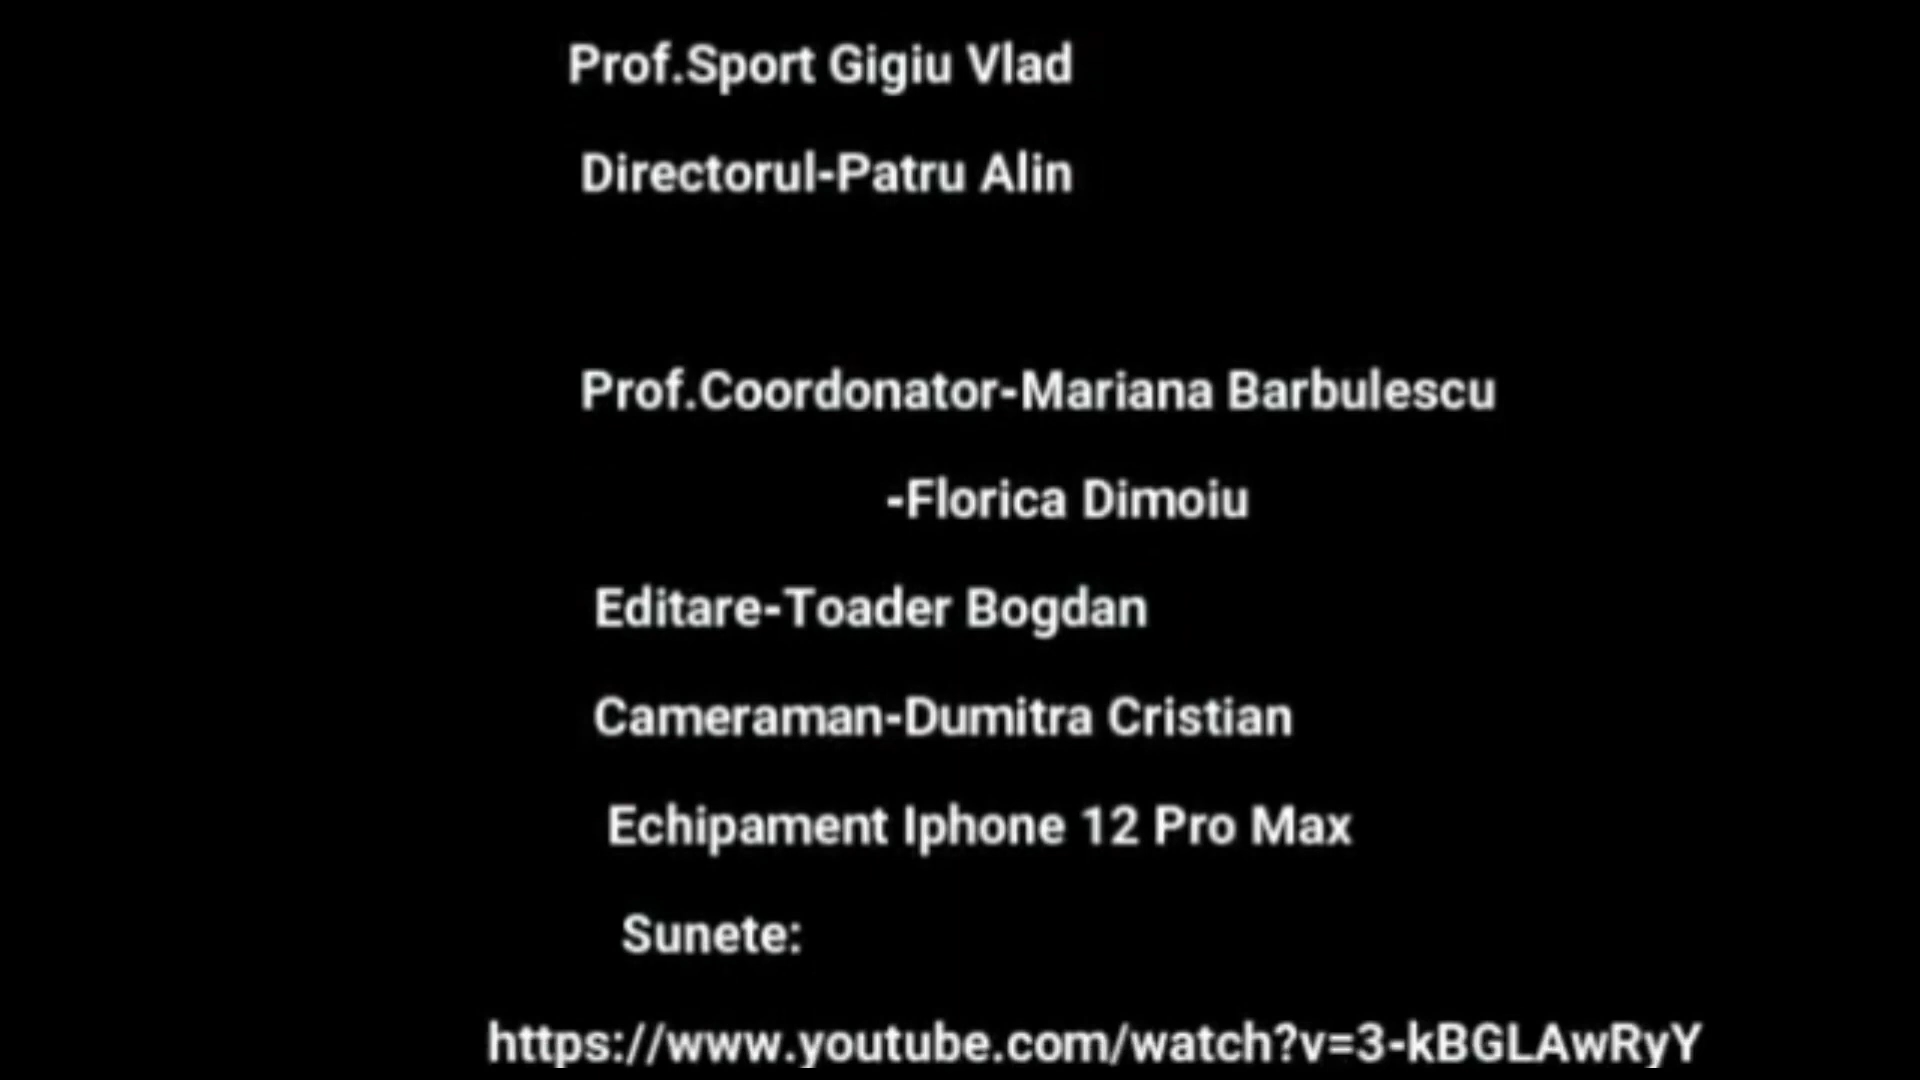 Prof.Sport Gigiu Vlad
Directorul-Patru Alin
Prof.Coordonator-Mariana Barbulescu
-Florica Dimoiu
Editare-Toader Bogdan
Cameraman-Dumitra Cristian
Echipament Iphone 12 Pro Max
Sunete:
https://www.youtube.com/watch?v=3-kBGLAwRyY